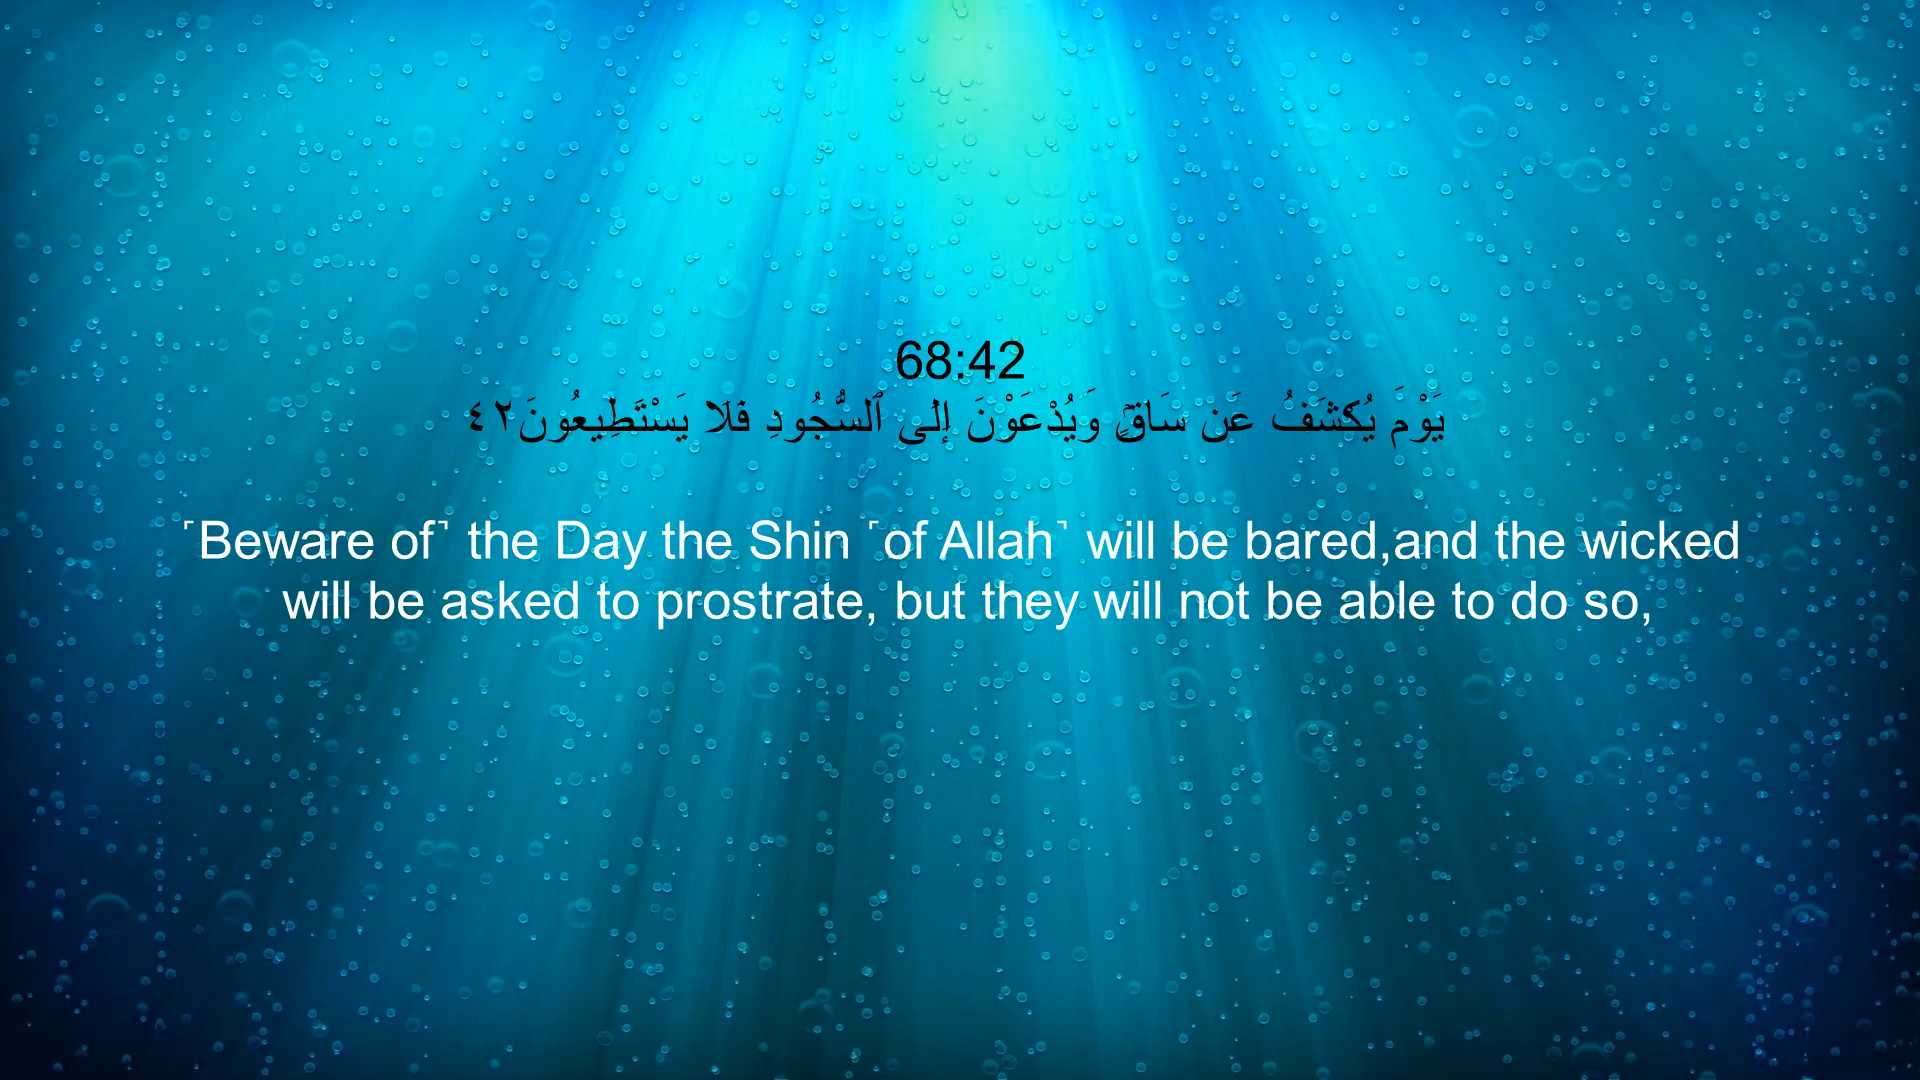 68:42
يَوْمَ يُكْشَفُ عَن سَاقٍۢ وَيُدْعَوْنَ إِلَى ٱلسُّجُودِ فَلَا يَسْتَطِيعُونَ٤٢
˹Beware of˺ the Day the Shin ˹of Allah˺ will be bared,and the wicked
will be asked to prostrate, but they will not be able to do so,